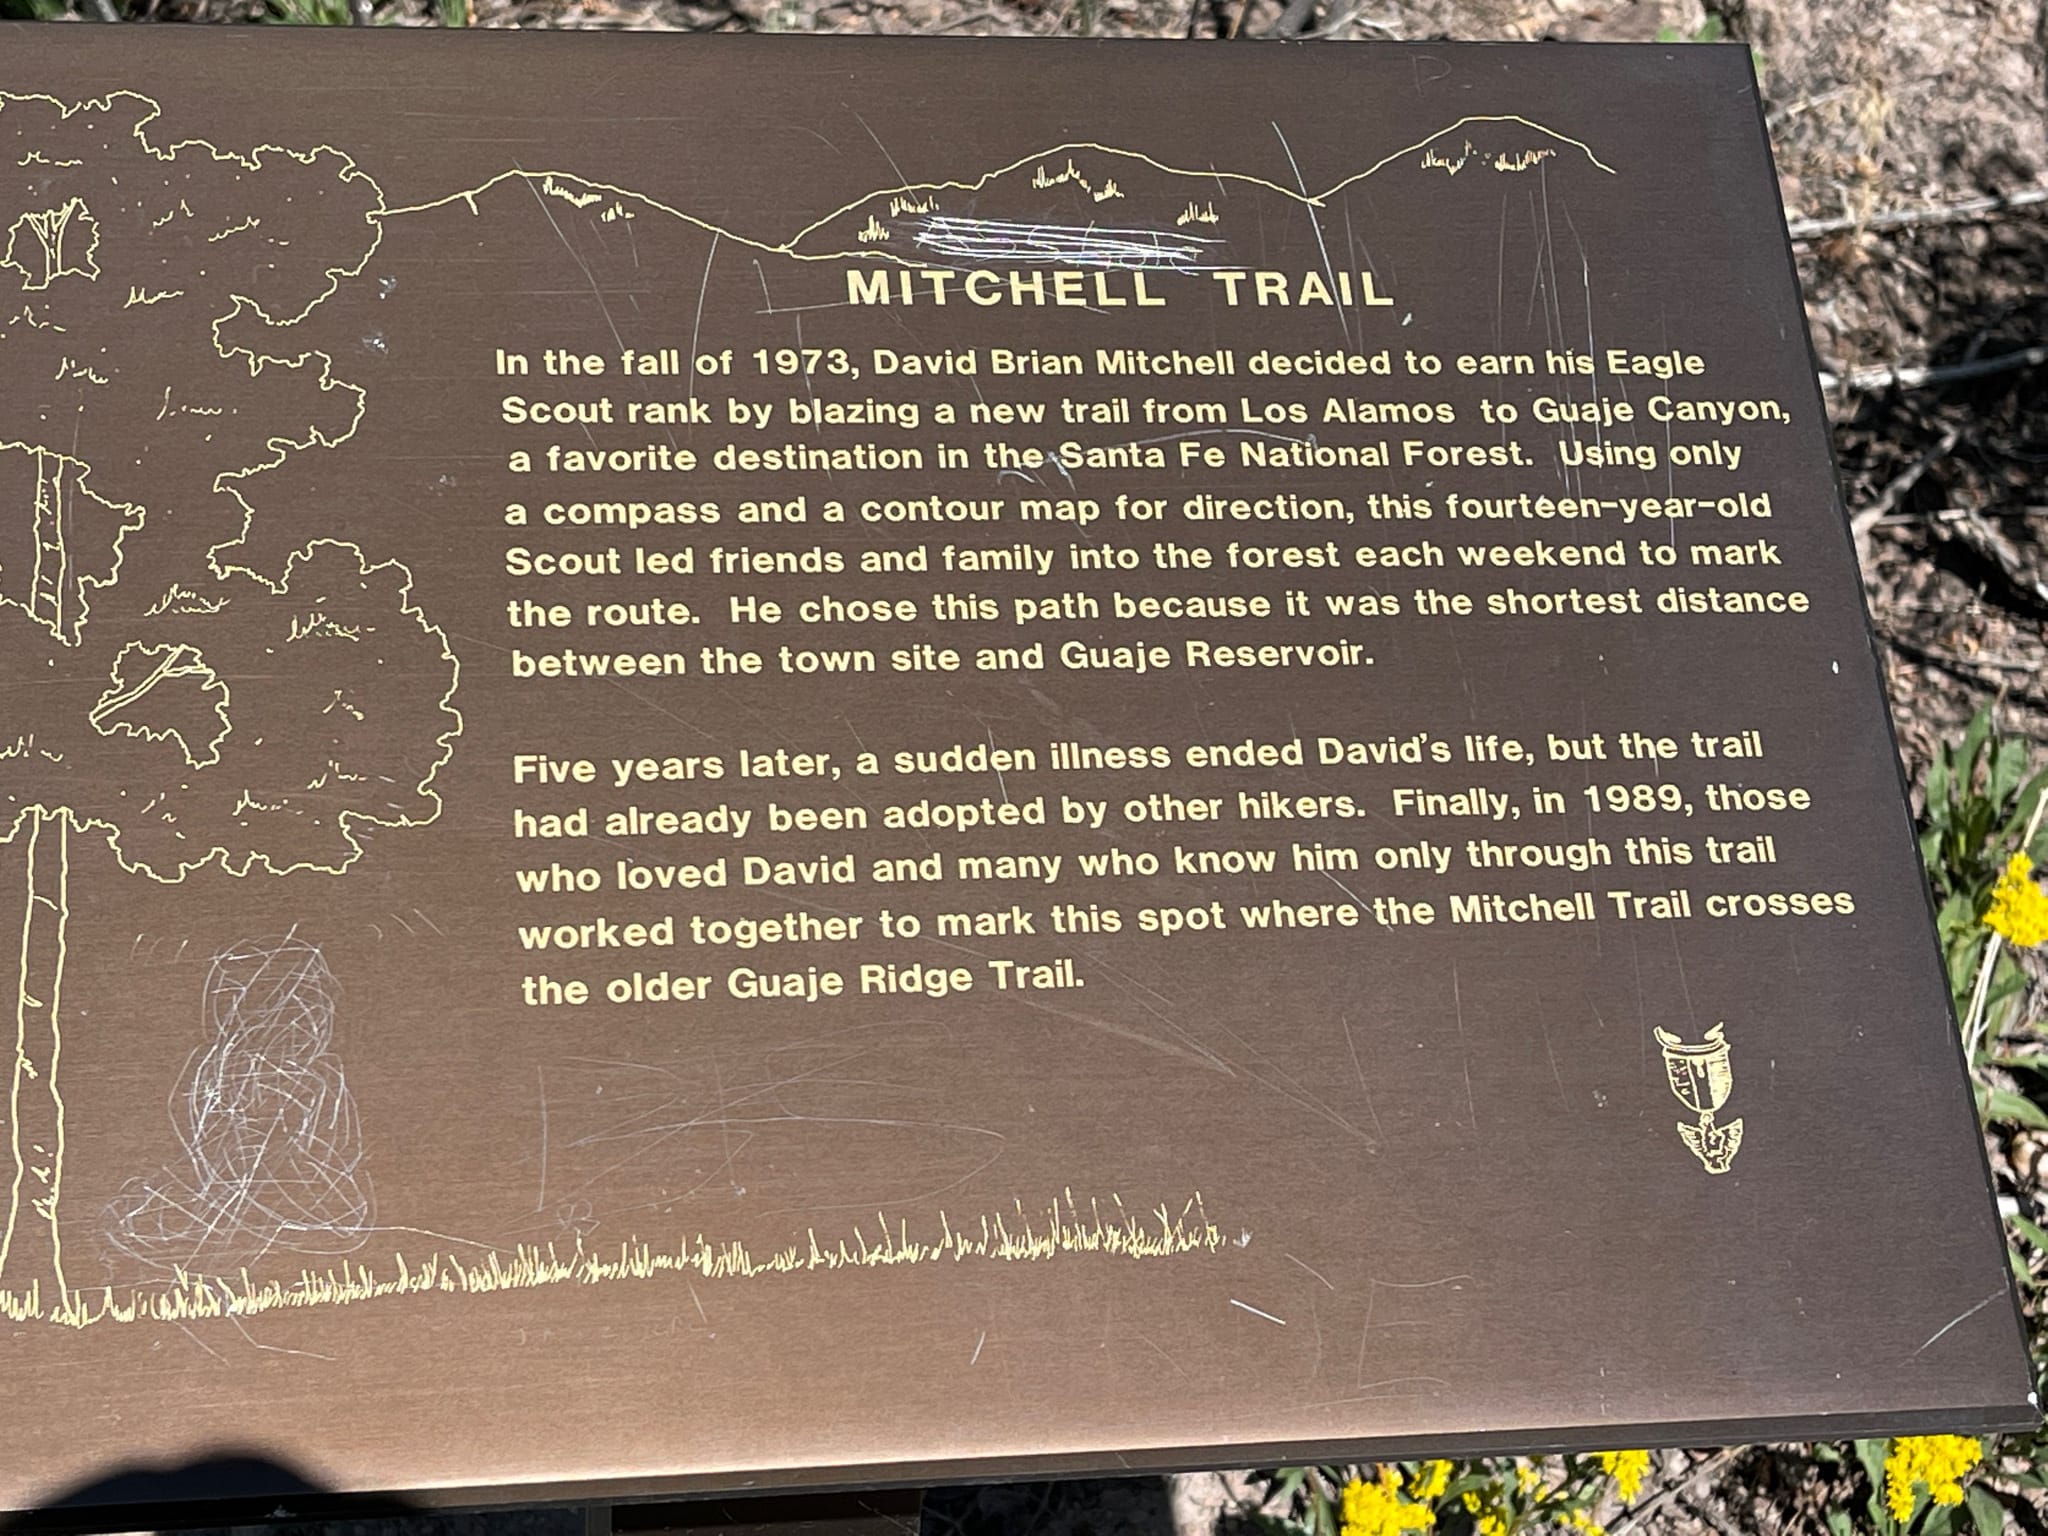 MITCHELL TRAIL
In the fall of 1973, David Brian Mitchell decided to earn his Eagle
Scout rank by blazing a new trail from Los Alamos to Guaje Canyon,
a favorite destination in the Santa Fe National Forest. Using only
a compass and a contour map for direction, this fourteen-year-old
Scout led friends and family into the forest each weekend to mark
the route. He chose this path because it was the shortest distance
between the town site and Guaje Reservoir.
Five years later, a sudden illness ended David's life, but the trail
had already been adopted by other hikers. Finally, in 1989, those
who loved David and many who know him only through this trail
worked together to mark this spot where the Mitchell Trail crosses
the older Guaje Ridge Trail.